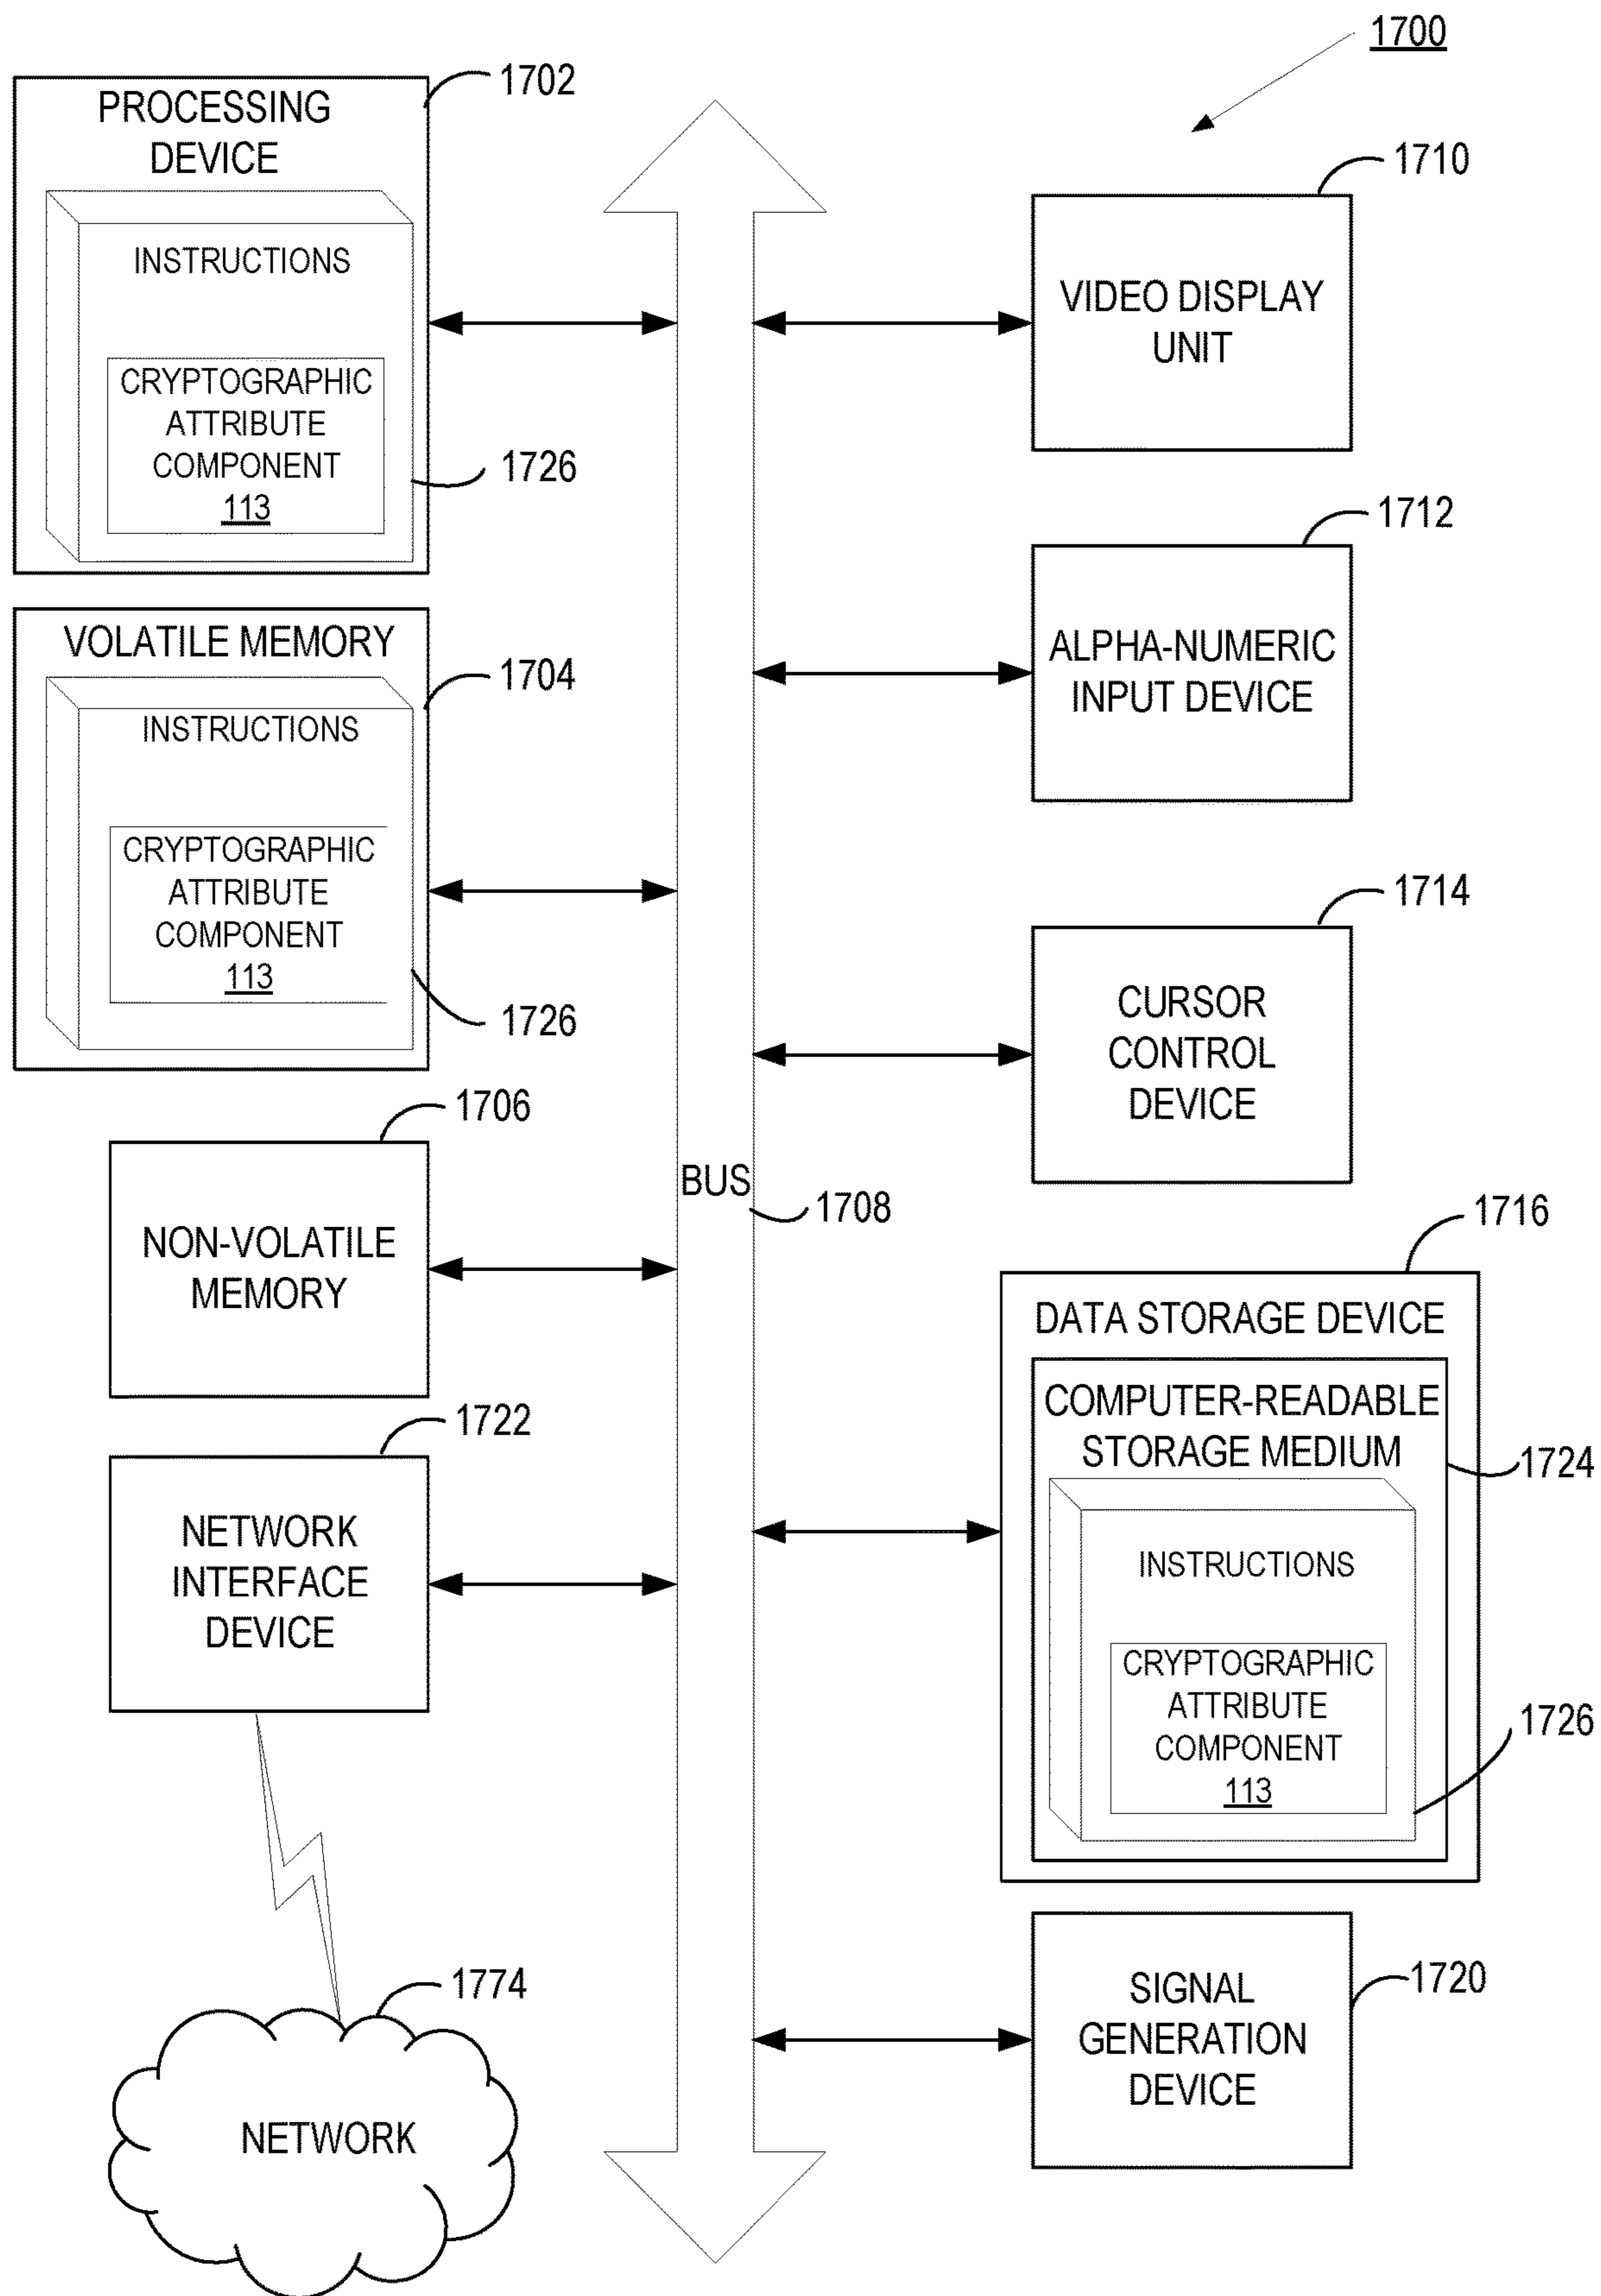 1700
1702
PROCESSING
DEVICE
INSTRUCTIONS
CRYPTOGRAPHIC
ATTRIBUTE
COMPONENT
113
1726
VOLATILE MEMORY
1704
INSTRUCTIONS
CRYPTOGRAPHIC
ATTRIBUTE
COMPONENT
113
1726
1706
NON-VOLATILE
MEMORY
1722
NETWORK
INTERFACE
DEVICE
1774
NETWORK
BUS
1708
1710
VIDEO DISPLAY
UNIT
1712
ALPHA-NUMERIC
INPUT DEVICE
1714
CURSOR
CONTROL
DEVICE
1716
DATA STORAGE DEVICE
COMPUTER-READABLE
STORAGE MEDIUM
1724
INSTRUCTIONS
CRYPTOGRAPHIC
ATTRIBUTE
COMPONENT
113
1726
SIGNAL
GENERATION
DEVICE
1720